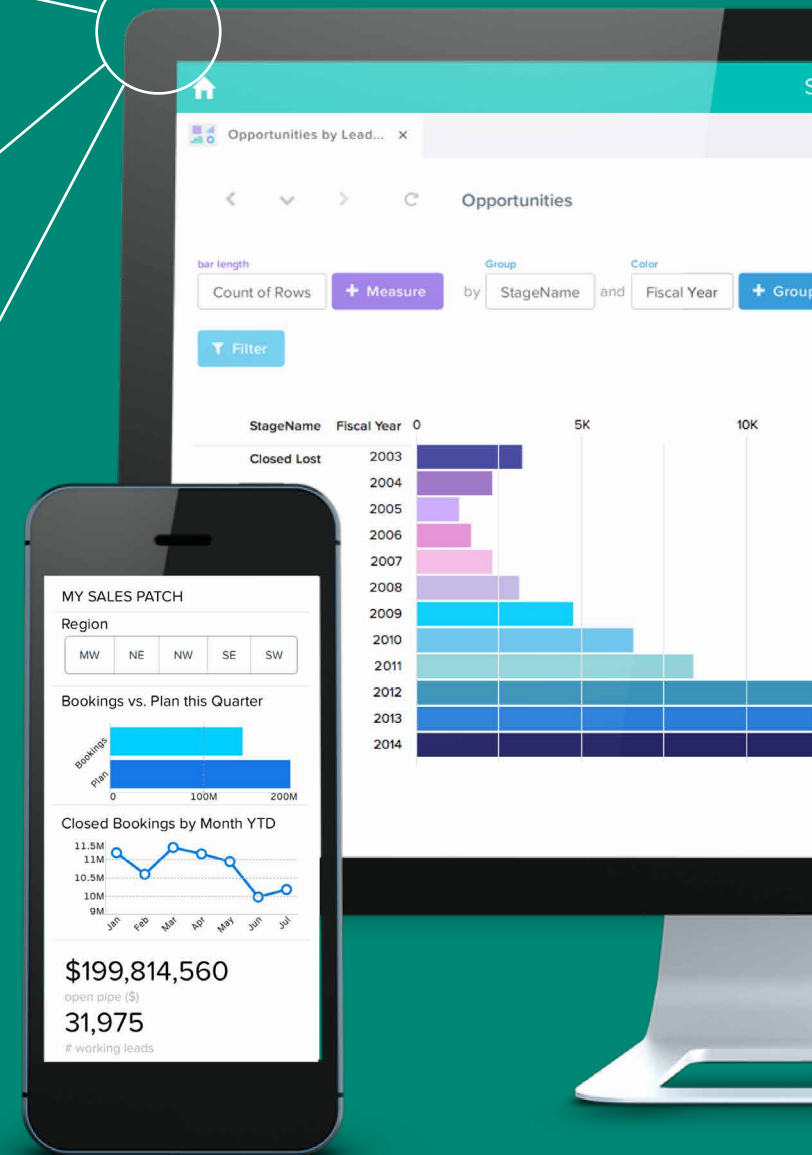 S
Opportunities by Lead... ×
Opportunities
bar length
Group
Color
Count of Rows
+ Measure
by
StageName
and
Fiscal Year
+ Group
Filter
StageName Fiscal Year 0 5K 10K
Closed Lost 2003
2004
2005
2006
2007
2008
2009
2010
2011
2012
2013
2014
MY SALES PATCH
Region
MW NE NW SE SW
Bookings vs. Plan this Quarter
Bookings
Plan
0 100M 200M
Closed Bookings by Month YTD
11.5M
11M
10.5M
10M
9M
Jan Feb Mar Apr May Jun Jul
$199,814,560
open pipe ($)
31,975
# working leads